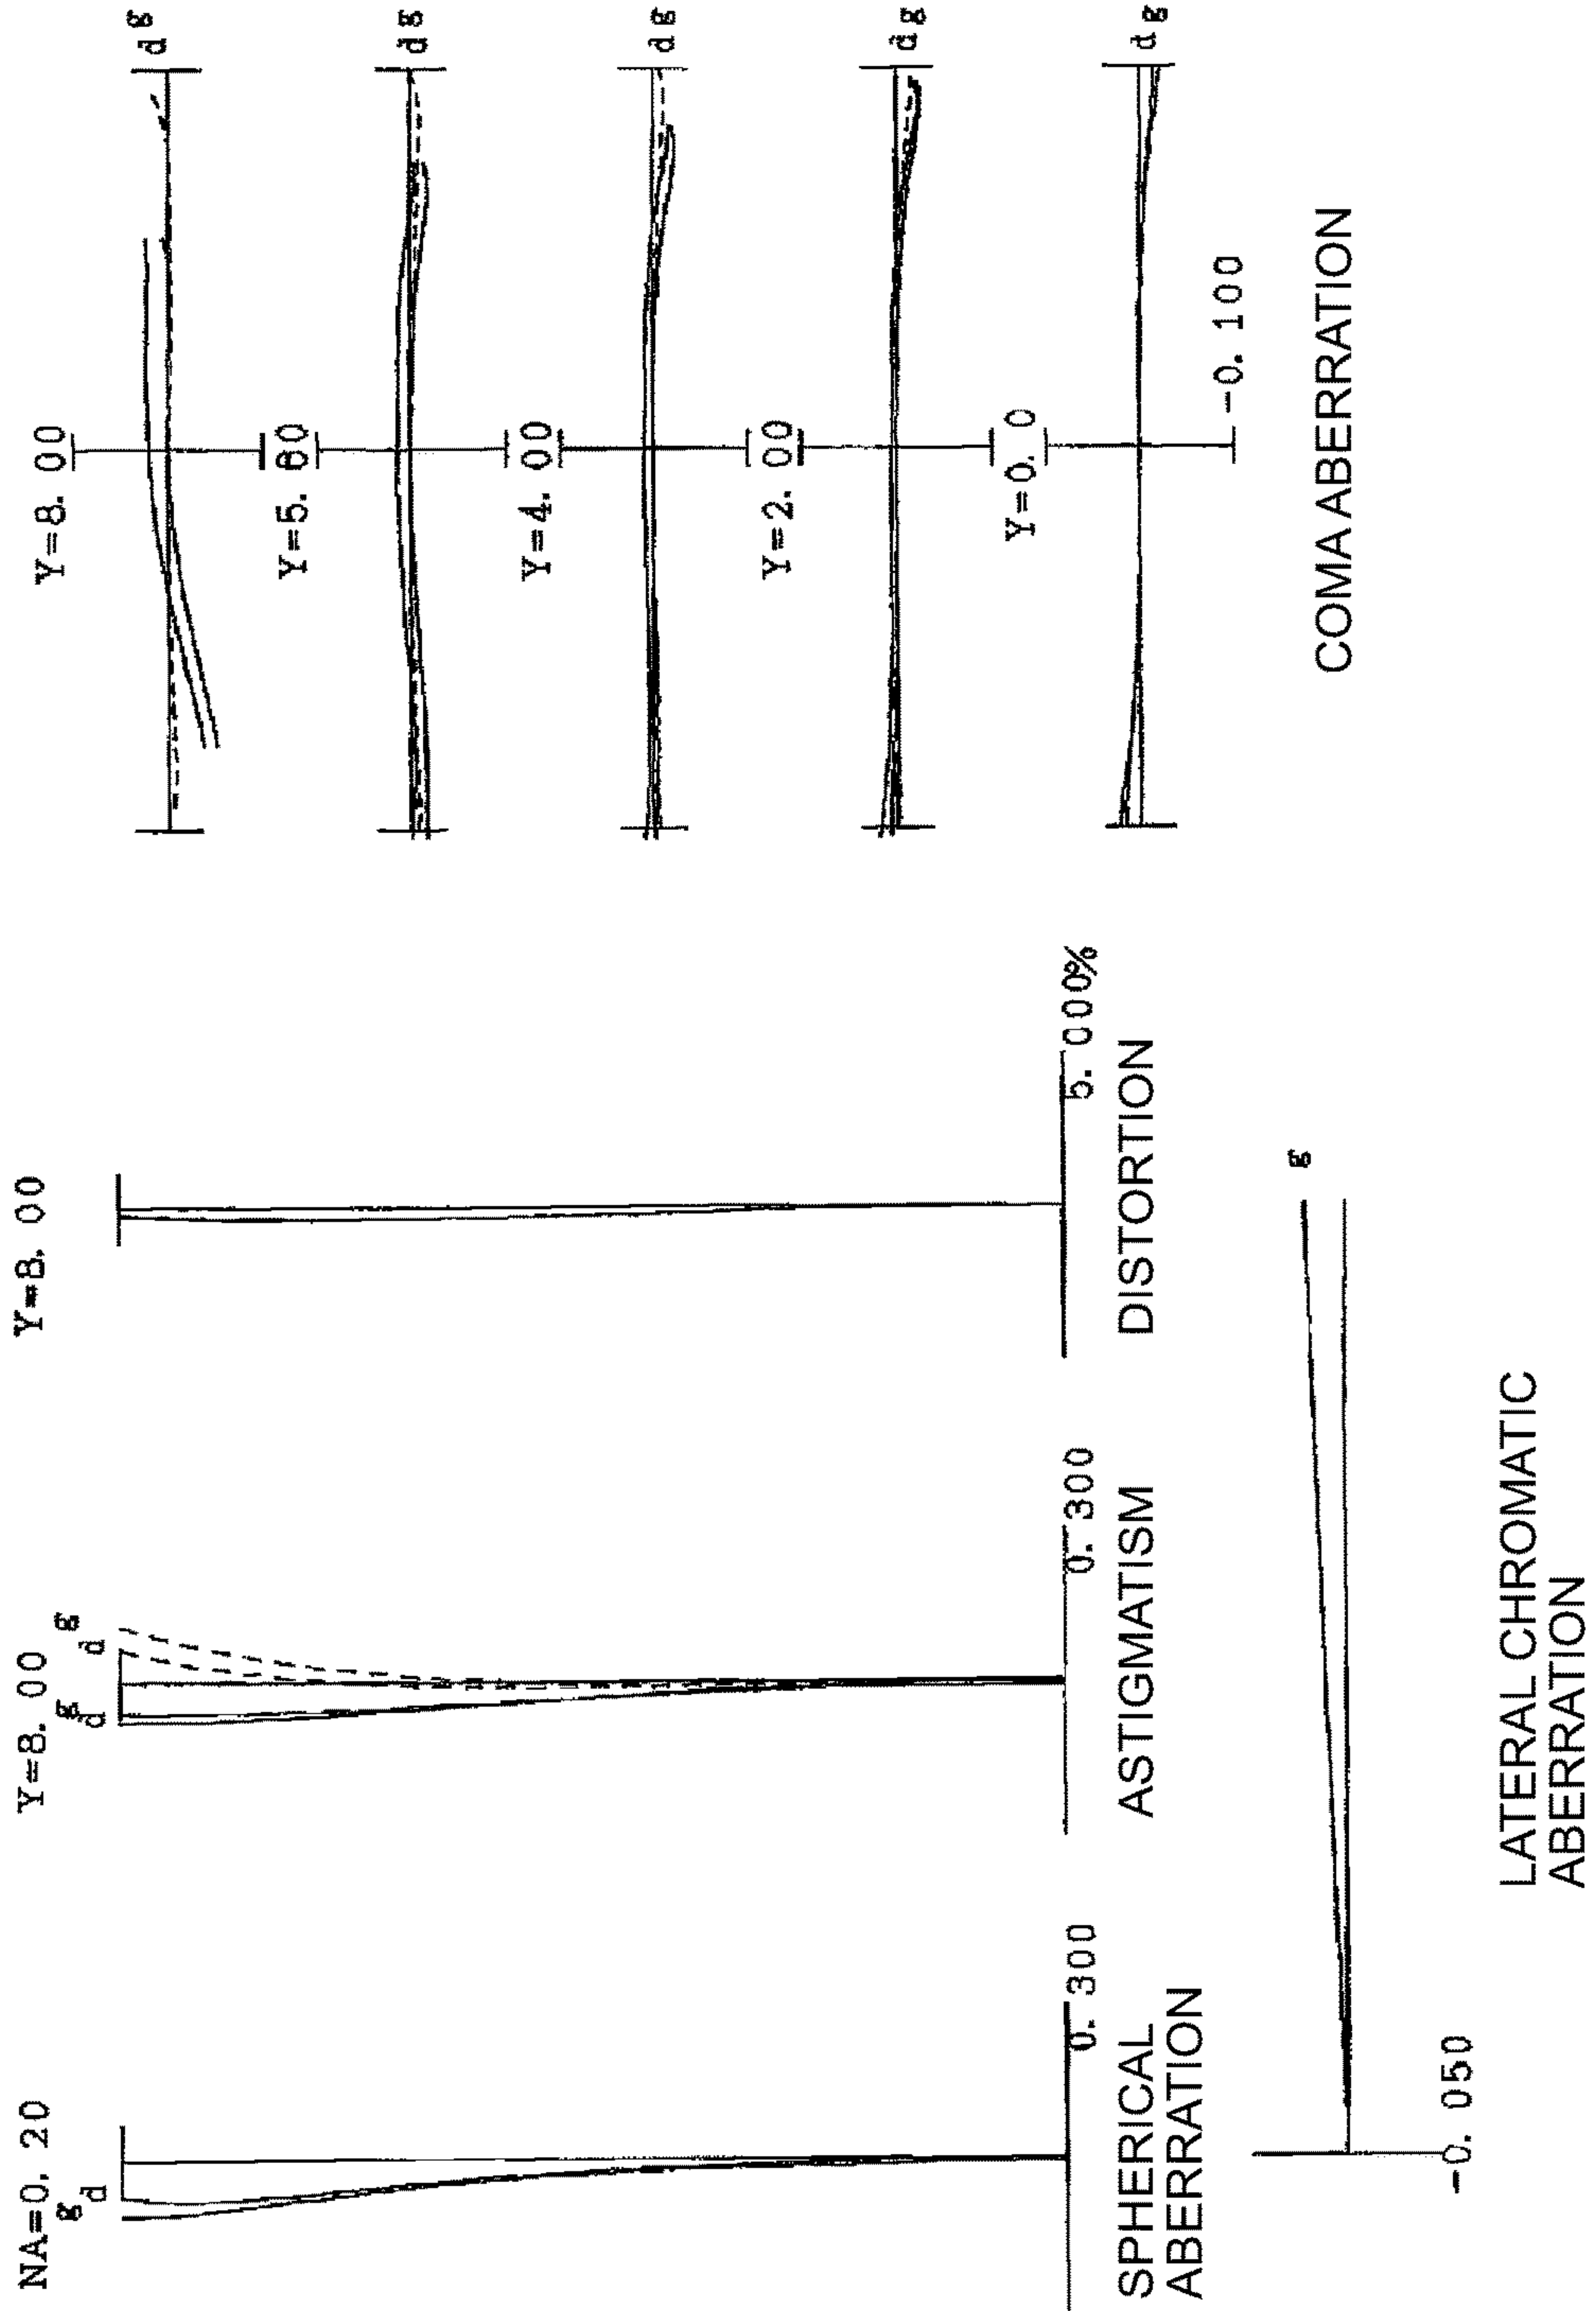 NA=0. 20
g
d
0. 300
SPHERICAL
ABERRATION
Y=8. 00
g
d
d
g
0. 300
ASTIGMATISM
Y=8. 00
5. 000%
DISTORTION
g
-0. 050
LATERAL CHROMATIC
ABERRATION
Y=8. 00
d g
Y=5. 60
d g
Y=4. 00
d g
Y=2. 00
d g
Y=0. 0
d g
-0. 100
COMA ABERRATION